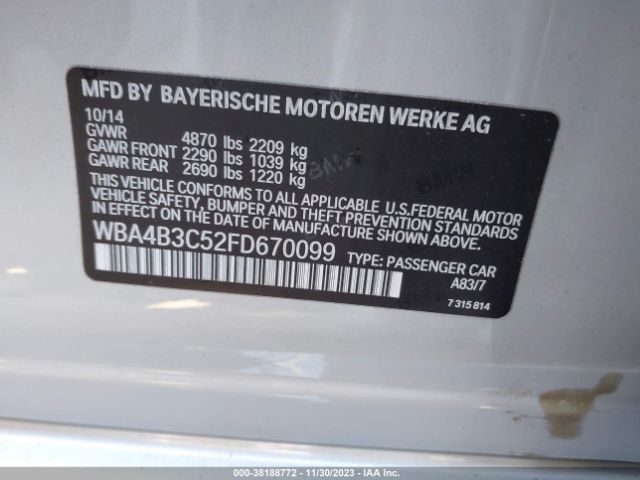 MFD BY BAYERISCHE MOTOREN WERKE AG
10/14
GVWR 4870 lbs 2209 kg
GAWR FRONT 2290 lbs 1039 kg
GAWR REAR 2690 lbs 1220 kg
THIS VEHICLE CONFORMS TO ALL APPLICABLE U.S.FEDERAL MOTOR
VEHICLE SAFETY, BUMPER AND THEFT PREVENTION STANDARDS
IN EFFECT ON THE DATE OF MANUFACTURE SHOWN ABOVE.
WBA4B3C52FD670099 TYPE: PASSENGER CAR
A83/7
7 315 814
000-38188772 - 11/30/2023 - IAA Inc.